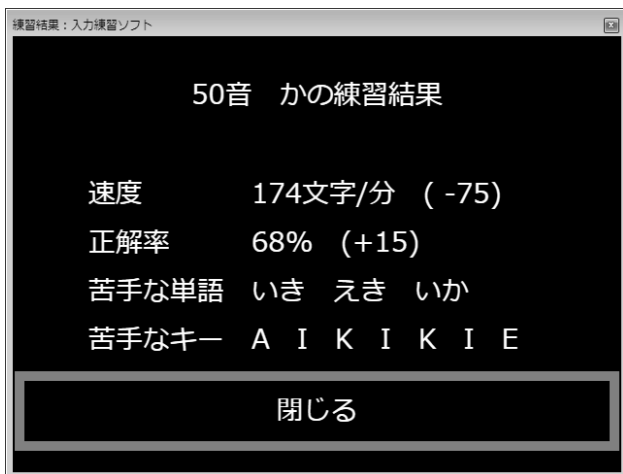 練習結果：入力練習ソフト
50音　かの練習結果
速度　174文字/分　( -75)
正解率　68%　(+15)
苦手な単語　いき　えき　いか
苦手なキー　A　I　K　I　K　I　E
閉じる